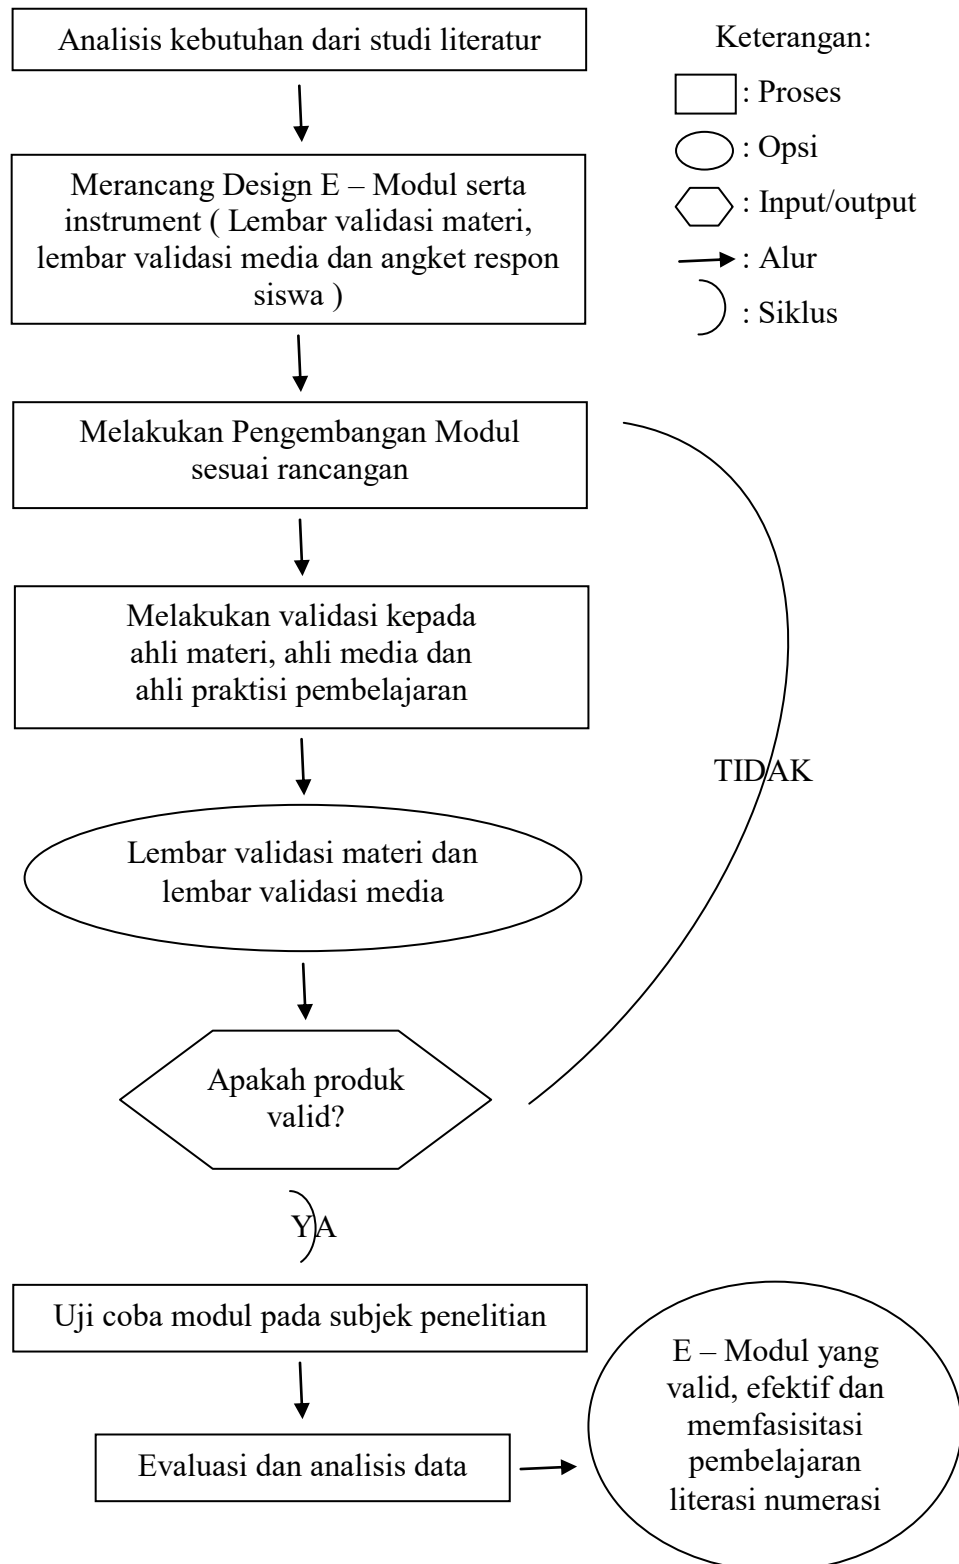 Analisis kebutuhan dari studi literatur
Merancang Design E – Modul serta
instrument ( Lembar validasi materi,
lembar validasi media dan angket respon
siswa )
Melakukan Pengembangan Modul
sesuai rancangan
Melakukan validasi kepada
ahli materi, ahli media dan
ahli praktisi pembelajaran
Lembar validasi materi dan
lembar validasi media
Apakah produk
valid?
TIDAK
YA
Uji coba modul pada subjek penelitian
Evaluasi dan analisis data
E – Modul yang
valid, efektif dan
memfasisitasi
pembelajaran
literasi numerasi
Keterangan:
: Proses
: Opsi
: Input/output
: Alur
: Siklus